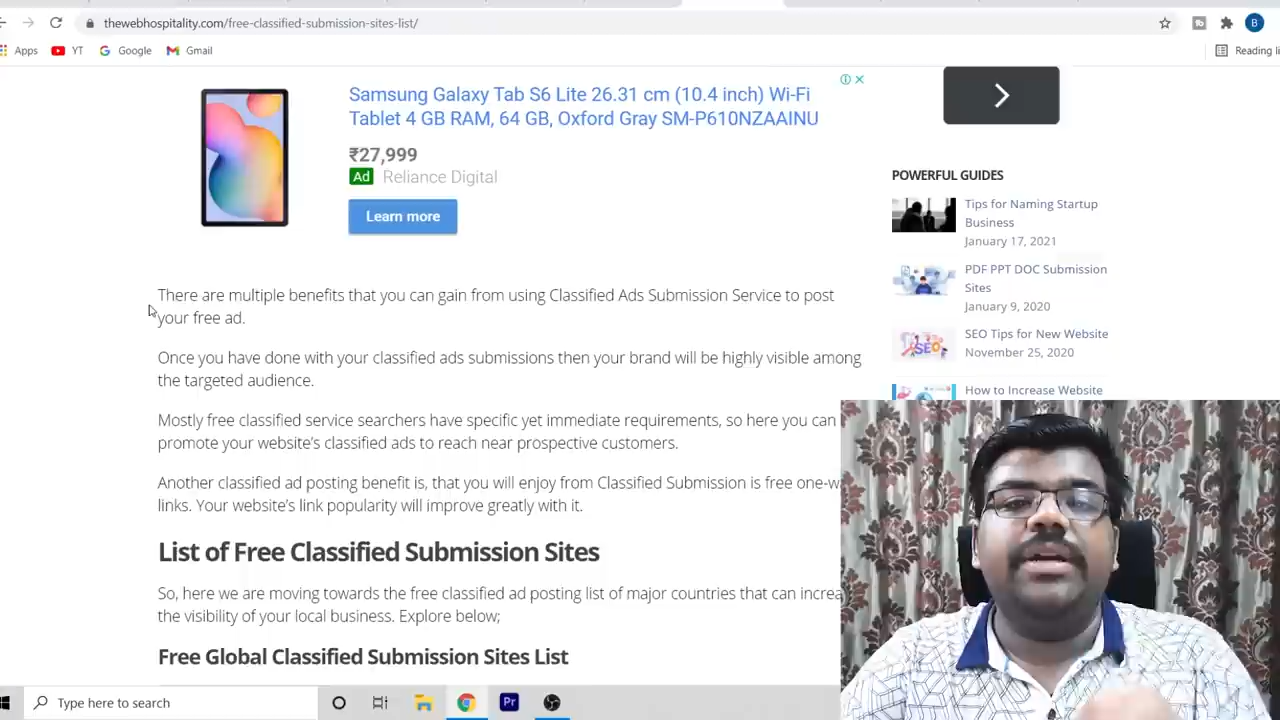 thewebhospitality.com/free-classified-submission-sites-list/
B
Apps
YT
Google
Gmail
Reading li
Samsung Galaxy Tab S6 Lite 26.31 cm (10.4 inch) Wi-Fi
Tablet 4 GB RAM, 64 GB, Oxford Gray SM-P610NZAAINU
₹27,999
Ad Reliance Digital
Learn more
There are multiple benefits that you can gain from using Classified Ads Submission Service to post
your free ad.
Once you have done with your classified ads submissions then your brand will be highly visible among
the targeted audience.
Mostly free classified service searchers have specific yet immediate requirements, so here you can
promote your website's classified ads to reach near prospective customers.
Another classified ad posting benefit is, that you will enjoy from Classified Submission is free one-w
links. Your website's link popularity will improve greatly with it.
List of Free Classified Submission Sites
So, here we are moving towards the free classified ad posting list of major countries that can increa
the visibility of your local business. Explore below;
Free Global Classified Submission Sites List
POWERFUL GUIDES
Tips for Naming Startup
Business
January 17, 2021
PDF PPT DOC Submission
Sites
January 9, 2020
SEO
SEO Tips for New Website
November 25, 2020
How to Increase Website
Type here to search
Pr